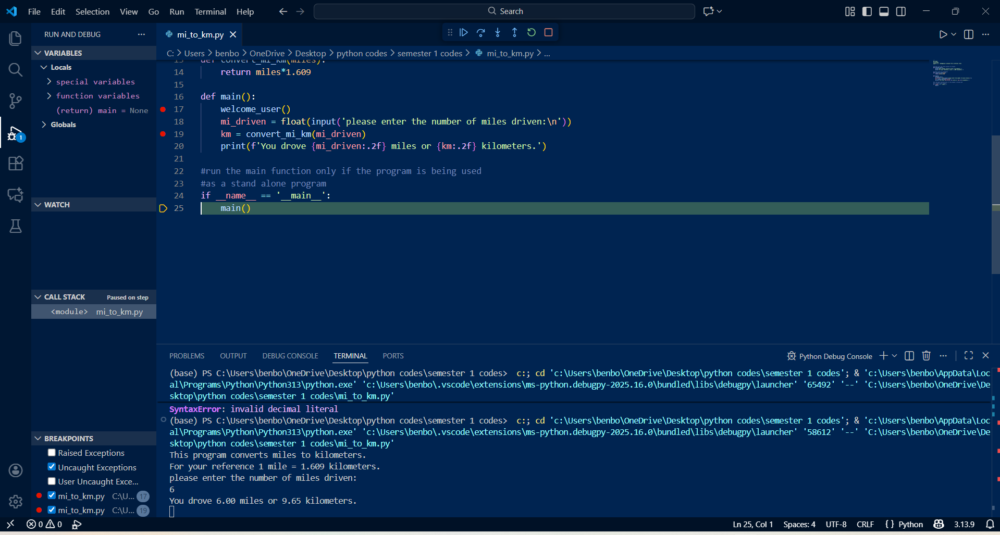 File Edit Selection View Go Run Terminal Help Search
RUN AND DEBUG
mi_to_km.py
C: > Users > benbo > OneDrive > Desktop > python codes > semester 1 codes > mi_to_km.py > ...
VARIABLES
Locals
special variables
function variables
(return) main = None
Globals
WATCH
CALL STACK Paused on step
<module> mi_to_km.py
BREAKPOINTS
Raised Exceptions
Uncaught Exceptions
User Uncaught Exce...
mi_to_km.py C:\U... 17
mi_to_km.py C:\U... 19
13 def convert_mi_km(miles):
14 return miles*1.609
15
16 def main():
17 welcome_user()
18 mi_driven = float(input('please enter the number of miles driven:\n'))
19 km = convert_mi_km(mi_driven)
20 print(f'You drove {mi_driven:.2f} miles or {km:.2f} kilometers.')
21
22 #run the main function only if the program is being used
23 #as a stand alone program
24 if __name__ == '__main__':
25 main()
PROBLEMS OUTPUT DEBUG CONSOLE TERMINAL PORTS Python Debug Console
(base) PS C:\Users\benbo\OneDrive\Desktop\python codes\semester 1 codes> c:; cd 'c:\Users\benbo\OneDrive\Desktop\python codes\semester 1 codes'; & 'c:\Users\benbo\AppData\Loc
al\Programs\Python\Python313\python.exe' 'c:\Users\benbo\.vscode\extensions\ms-python.debugpy-2025.16.0\bundled\libs\debugpy\launcher' '65492' '--' 'C:\Users\benbo\OneDrive\De
sktop\python codes\semester 1 codes\mi_to_km.py'
SyntaxError: invalid decimal literal
(base) PS C:\Users\benbo\OneDrive\Desktop\python codes\semester 1 codes> c:; cd 'c:\Users\benbo\OneDrive\Desktop\python codes\semester 1 codes'; & 'c:\Users\benbo\AppData\Loc
al\Programs\Python\Python313\python.exe' 'c:\Users\benbo\.vscode\extensions\ms-python.debugpy-2025.16.0\bundled\libs\debugpy\launcher' '58612' '--' 'C:\Users\benbo\OneDrive\De
sktop\python codes\semester 1 codes\mi_to_km.py'
This program converts miles to kilometers.
For your reference 1 mile = 1.609 kilometers.
please enter the number of miles driven:
6
You drove 6.00 miles or 9.65 kilometers.
1
0 0 Ln 25, Col 1 Spaces: 4 UTF-8 CRLF { } Python 3.13.9